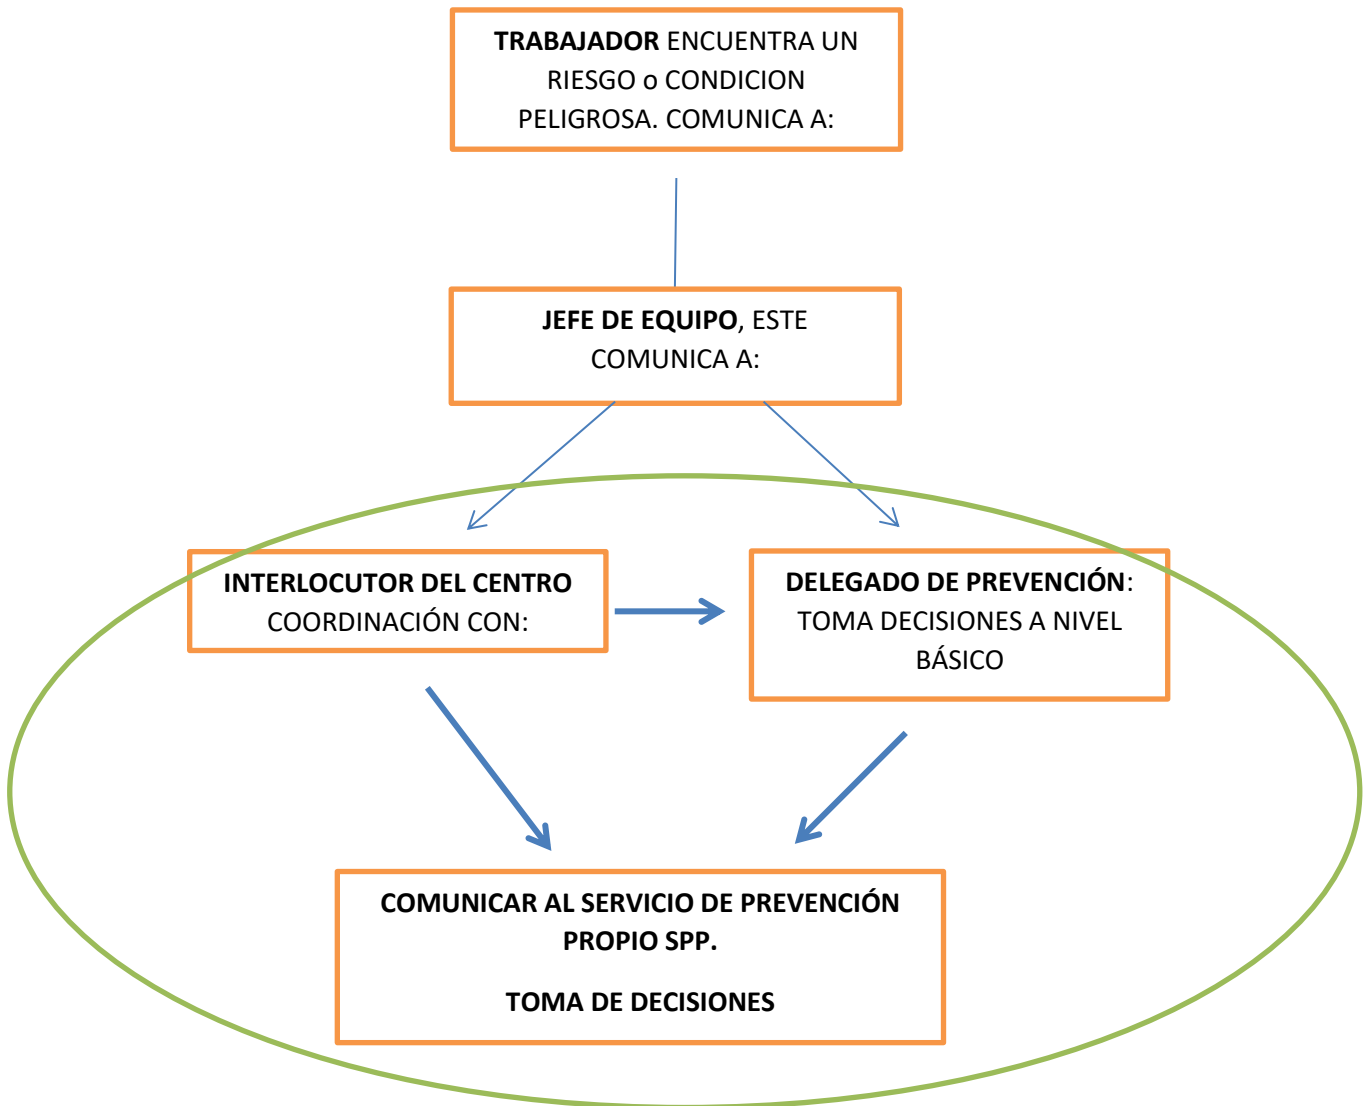 TRABAJADOR ENCUENTRA UN
RIESGO o CONDICION
PELIGROSA. COMUNICA A:
JEFE DE EQUIPO, ESTE
COMUNICA A:
INTERLOCUTOR DEL CENTRO
COORDINACIÓN CON:
DELEGADO DE PREVENCIÓN:
TOMA DECISIONES A NIVEL
BÁSICO
COMUNICAR AL SERVICIO DE PREVENCIÓN
PROPIO SPP.
TOMA DE DECISIONES